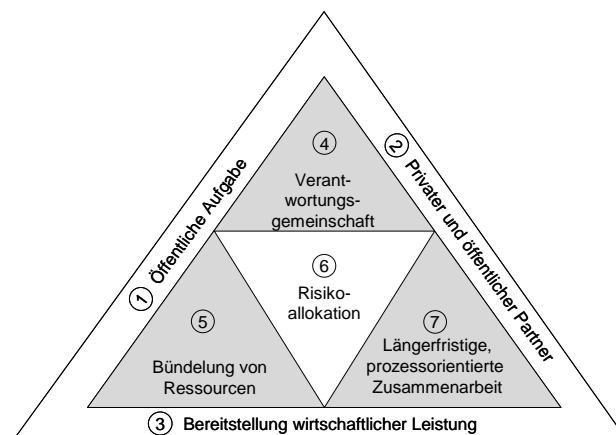 ① Öffentliche Aufgabe
② Privater und öffentlicher Partner
③ Bereitstellung wirtschaftlicher Leistung
④
Verant-
wortungs-
gemeinschaft
⑤
Bündelung von
Ressourcen
⑥
Risiko-
allokation
⑦
Längerfristige,
prozessorientierte
Zusammenarbeit